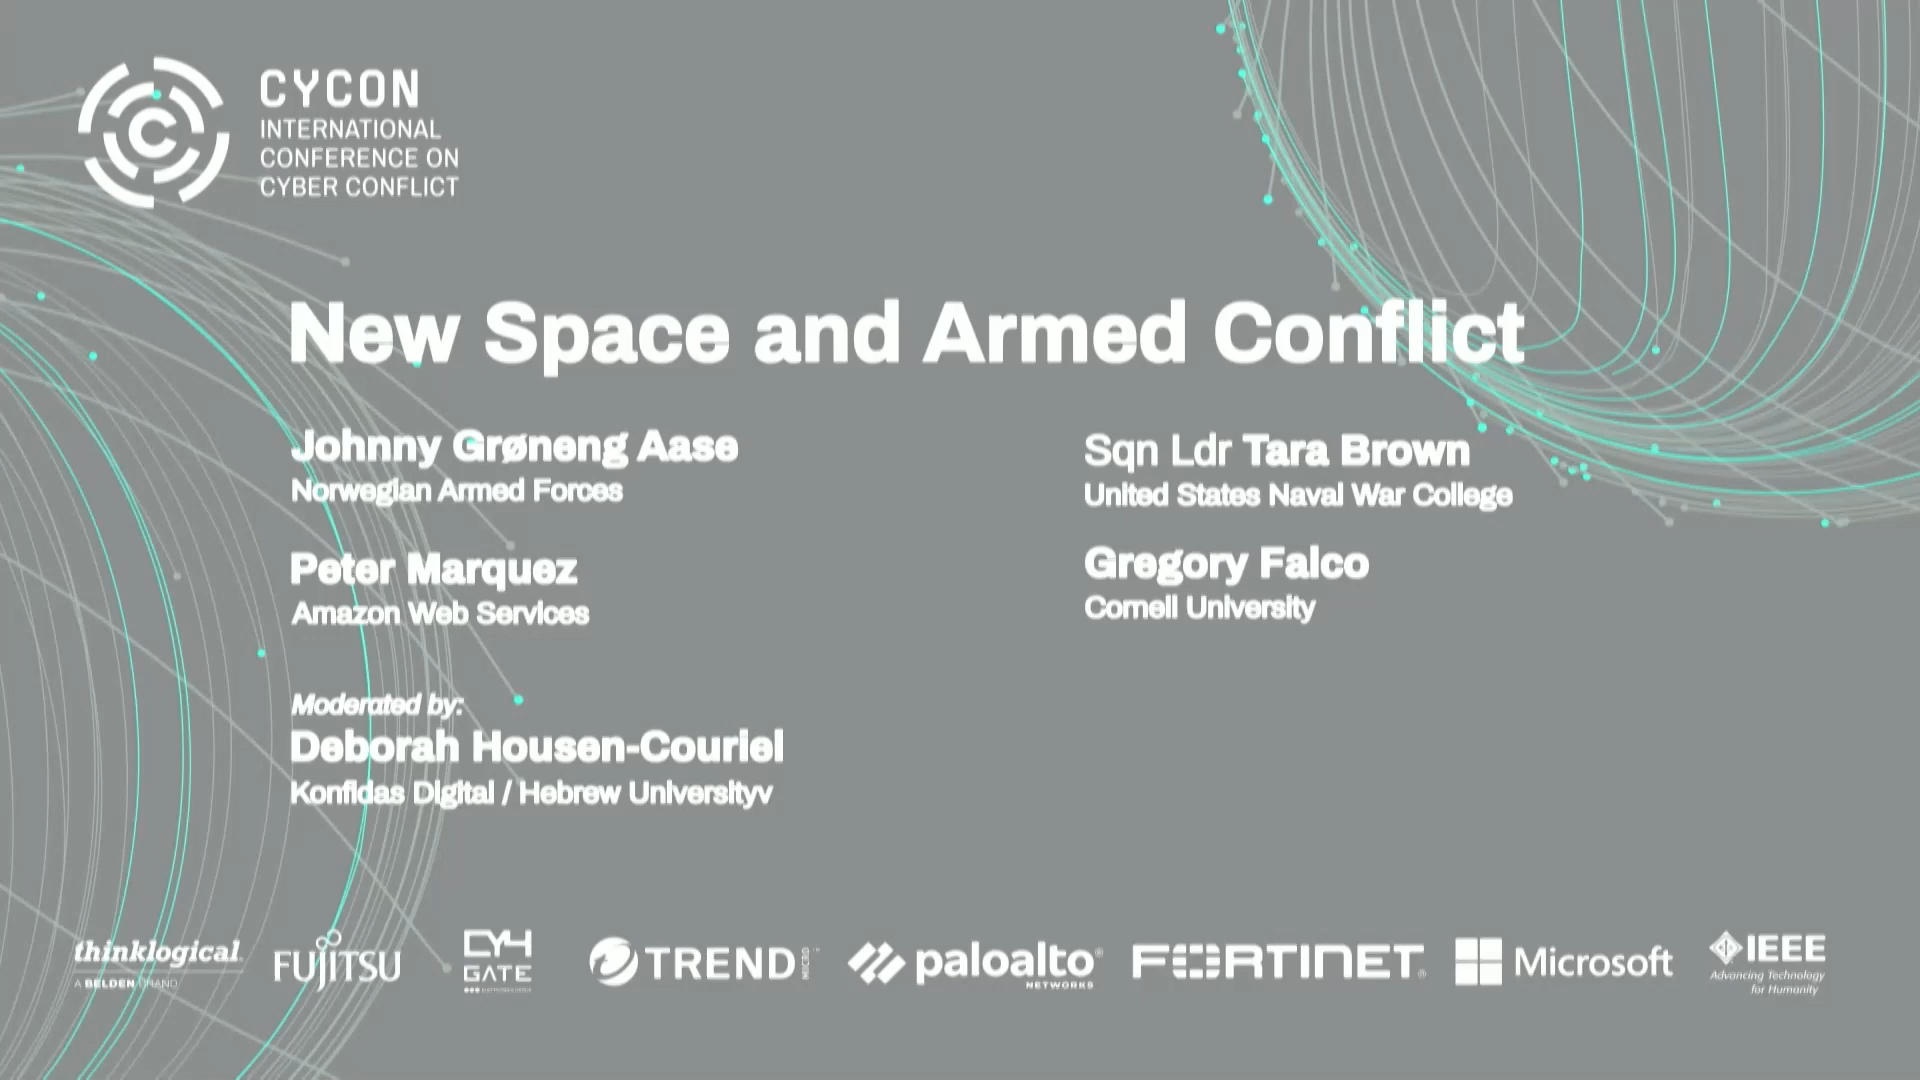 CYCON
INTERNATIONAL
CONFERENCE ON
CYBER CONFLICT
New Space and Armed Conflict
Johnny Grøneng Aase
Norwegian Armed Forces
Sqn Ldr Tara Brown
United States Naval War College
Peter Marquez
Amazon Web Services
Gregory Falco
Cornell University
Moderated by:
Deborah Housen-Couriel
Konfidas Digital / Hebrew Universityv
thinklogical
A BELDEN BRAND
FUJITSU
CY4
GATE
TREND
MICRO
paloalto
NETWORKS
FORTINET
Microsoft
IEEE
Advancing Technology
for Humanity